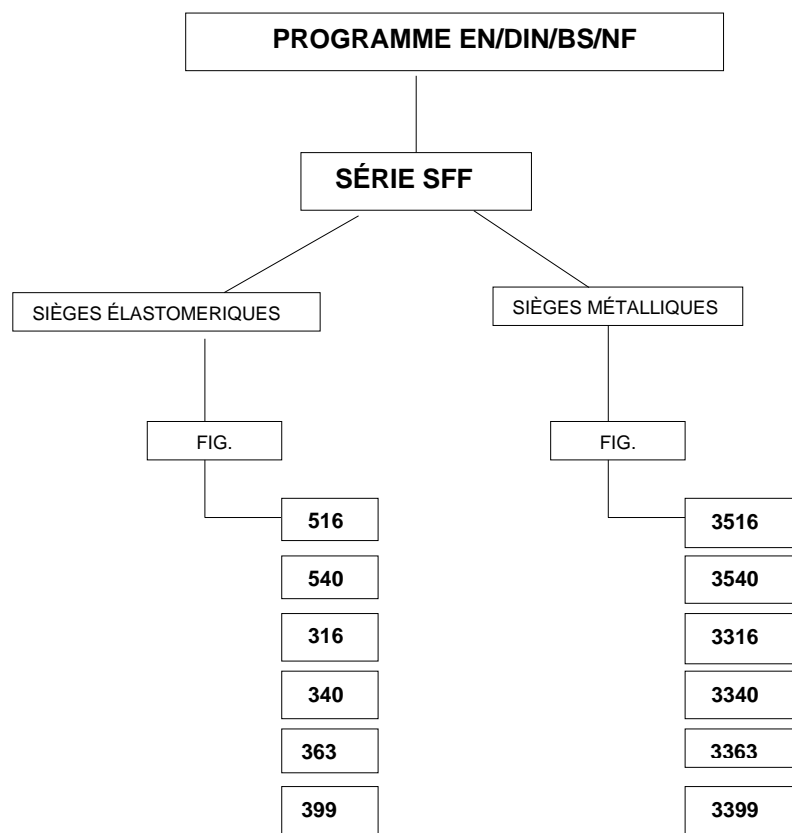 PROGRAMME EN/DIN/BS/NF
SÉRIE SFF
SIÈGES ÉLASTOMERIQUES
SIÈGES MÉTALLIQUES
FIG.
FIG.
516
3516
540
3540
316
3316
340
3340
363
3363
399
3399